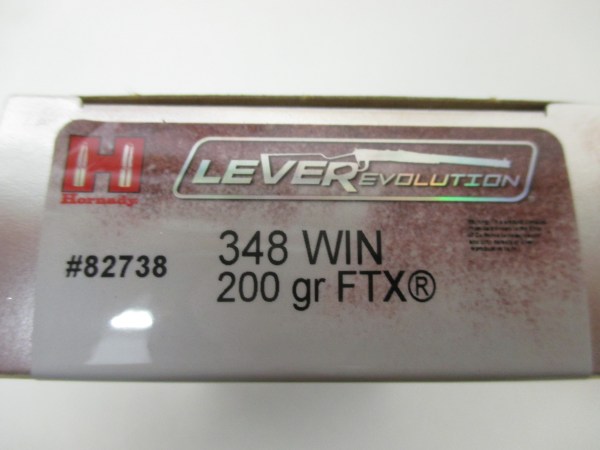 H
Hornady
LEVEREVOLUTION
348 WIN
#82738
200 gr FTX®